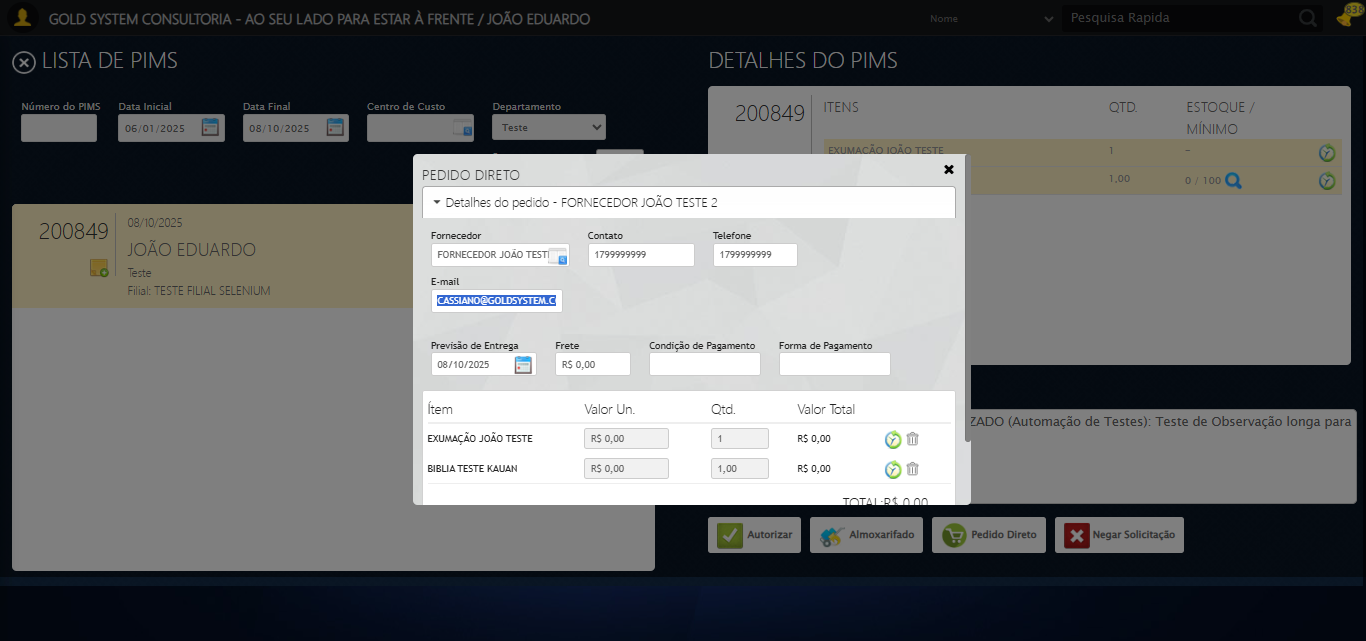 GOLD SYSTEM CONSULTORIA - AO SEU LADO PARA ESTAR À FRENTE / JOÃO EDUARDO
Nome
Pesquisa Rapida
838
LISTA DE PIMS
Número do PIMS
Data Inicial
Data Final
Centro de Custo
Departamento
06/01/2025
08/10/2025
Teste
200849
08/10/2025
JOÃO EDUARDO
Teste
Filial: TESTE FILIAL SELENIUM
DETALHES DO PIMS
200849
ITENS
QTD.
ESTOQUE /
MÍNIMO
EXUMAÇÃO JOÃO TESTE
1
-
1,00
0 / 100
PEDIDO DIRETO
Detalhes do pedido - FORNECEDOR JOÃO TESTE 2
Fornecedor
Contato
Telefone
FORNECEDOR JOÃO TEST
1799999999
1799999999
E-mail
CASSIANO@GOLDSYSTEM.C
Previsão de Entrega
Frete
Condição de Pagamento
Forma de Pagamento
08/10/2025
R$ 0,00
Ítem
Valor Un.
Qtd.
Valor Total
EXUMAÇÃO JOÃO TESTE
R$ 0,00
1
R$ 0,00
BIBLIA TESTE KAUAN
R$ 0,00
1,00
R$ 0,00
TOTAL:R$ 0,00
ZADO (Automação de Testes): Teste de Observação longa para
Autorizar
Almoxarifado
Pedido Direto
Negar Solicitação